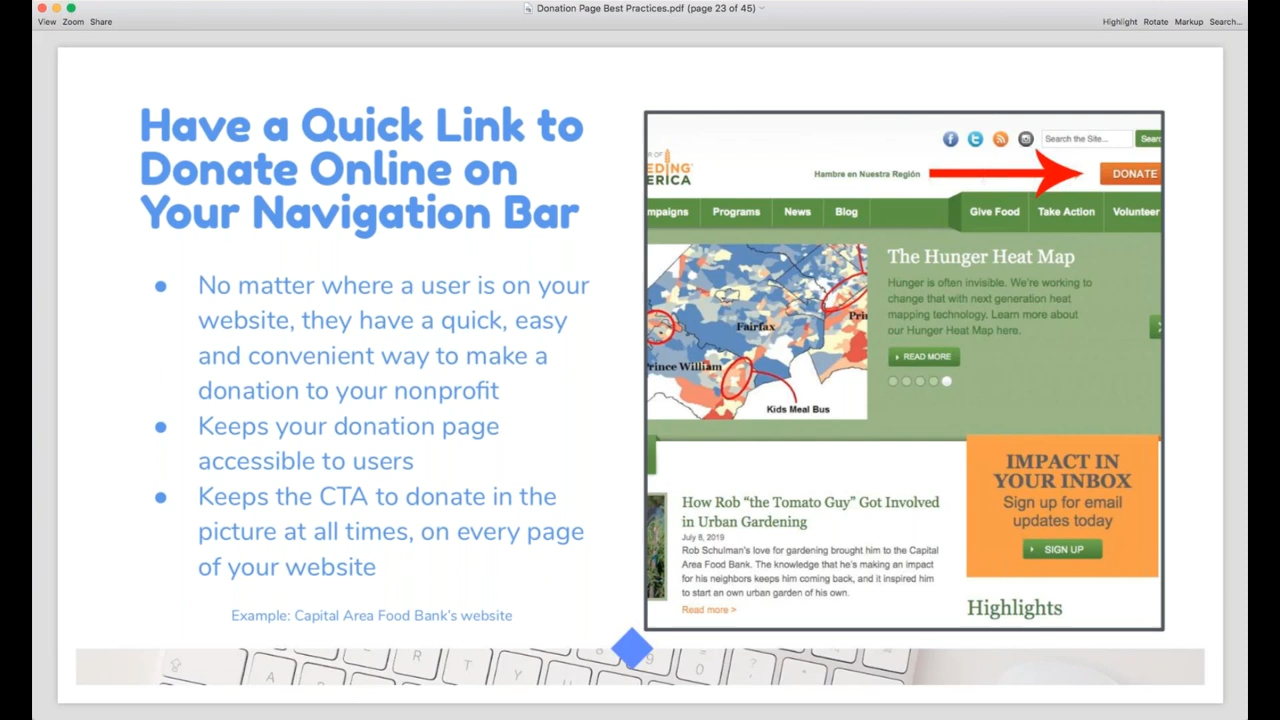 Donation Page Best Practices.pdf (page 23 of 45)
View Zoom Share
Highlight Rotate Markup Search...
Have a Quick Link to
Donate Online on
Your Navigation Bar
● No matter where a user is on your
website, they have a quick, easy
and convenient way to make a
donation to your nonprofit
● Keeps your donation page
accessible to users
● Keeps the CTA to donate in the
picture at all times, on every page
of your website
Example: Capital Area Food Bank's website
Search the Site...
Searc
R OF
EDING
ERICA
Hambre en Nuestra Región
DONATE
mpaigns Programs News Blog Give Food Take Action Volunteer
Fairfax
Prin
Prince William
Kids Meal Bus
The Hunger Heat Map
Hunger is often invisible. We're working to
change that with next generation heat
mapping technology. Learn more about
our Hunger Heat Map here.
READ MORE
How Rob "the Tomato Guy" Got Involved
in Urban Gardening
July 8, 2019
Rob Schulman's love for gardening brought him to the Capital
Area Food Bank. The knowledge that he's making an impact
for his neighbors keeps him coming back, and it inspired him
to start an own urban garden of his own.
Read more >
IMPACT IN
YOUR INBOX
Sign up for email
updates today
SIGN UP
Highlights